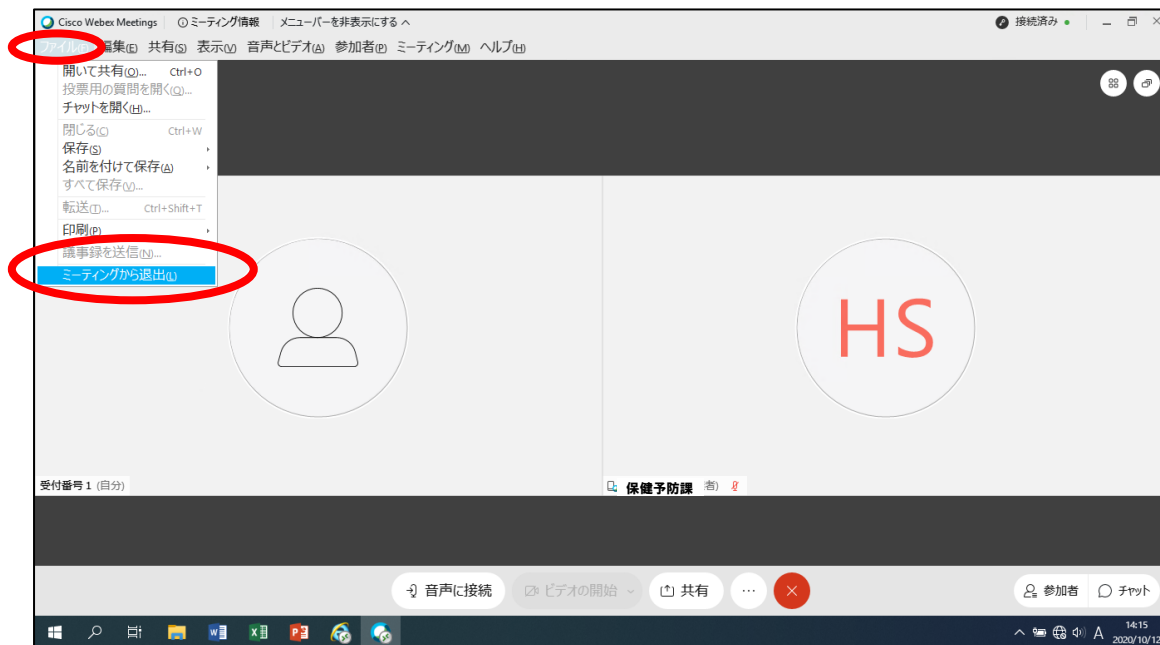 Cisco Webex Meetings ミーティング情報 メニューバーを非表示にする 接続済み
ファイル(F) 編集(E) 共有(S) 表示(V) 音声とビデオ(A) 参加者(P) ミーティング(M) ヘルプ(H)
開いて共有(O)... Ctrl+O
投票用の質問を開く(Q)...
チャットを開く(H)...
閉じる(C) Ctrl+W
保存(S)
名前を付けて保存(A)
すべて保存(V)...
転送(T)... Ctrl+Shift+T
印刷(P)
議事録を送信(N)...
ミーティングから退出(L)
HS
受付番号 1 (自分)
保健予防課 者)
音声に接続 ビデオの開始 共有 ... 参加者 チャット
A 14:15
2020/10/12